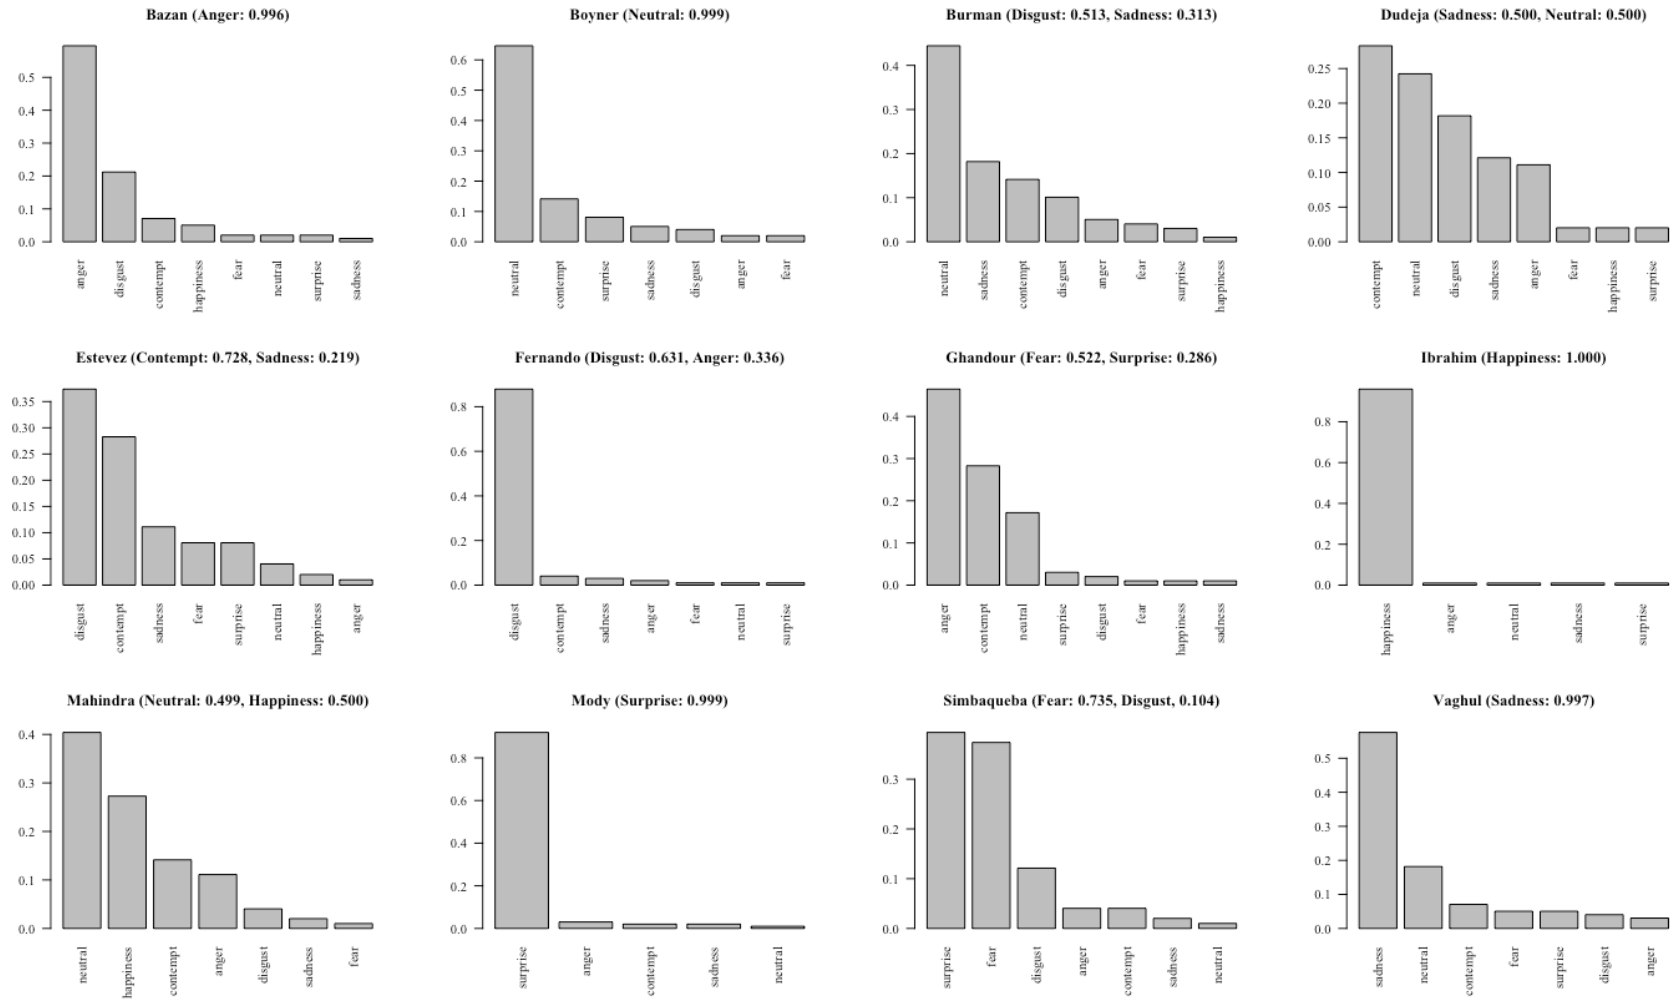 Bazan (Anger: 0.996)
0.5
0.4
0.3
0.2
0.1
0.0
anger
disgust
contempt
happiness
fear
neutral
surprise
sadness
Boyner (Neutral: 0.999)
0.6
0.5
0.4
0.3
0.2
0.1
0.0
neutral
contempt
surprise
sadness
disgust
anger
fear
Burman (Disgust: 0.513, Sadness: 0.313)
0.4
0.3
0.2
0.1
0.0
neutral
sadness
contempt
disgust
anger
fear
surprise
happiness
Dudeja (Sadness: 0.500, Neutral: 0.500)
0.25
0.20
0.15
0.10
0.05
0.00
contempt
neutral
disgust
sadness
anger
fear
happiness
surprise
Estevez (Contempt: 0.728, Sadness: 0.219)
0.35
0.30
0.25
0.20
0.15
0.10
0.05
0.00
disgust
contempt
sadness
fear
surprise
neutral
happiness
anger
Fernando (Disgust: 0.631, Anger: 0.336)
0.8
0.6
0.4
0.2
0.0
disgust
contempt
sadness
anger
fear
neutral
surprise
Ghandour (Fear: 0.522, Surprise: 0.286)
0.4
0.3
0.2
0.1
0.0
anger
contempt
neutral
surprise
disgust
fear
happiness
sadness
Ibrahim (Happiness: 1.000)
0.8
0.6
0.4
0.2
0.0
happiness
anger
neutral
sadness
surprise
Mahindra (Neutral: 0.499, Happiness: 0.500)
0.4
0.3
0.2
0.1
0.0
neutral
happiness
contempt
anger
disgust
sadness
fear
Mody (Surprise: 0.999)
0.8
0.6
0.4
0.2
0.0
surprise
anger
contempt
sadness
neutral
Simbaqueba (Fear: 0.735, Disgust, 0.104)
0.3
0.2
0.1
0.0
surprise
fear
disgust
anger
contempt
sadness
neutral
Vaghul (Sadness: 0.997)
0.5
0.4
0.3
0.2
0.1
0.0
sadness
neutral
contempt
fear
surprise
disgust
anger